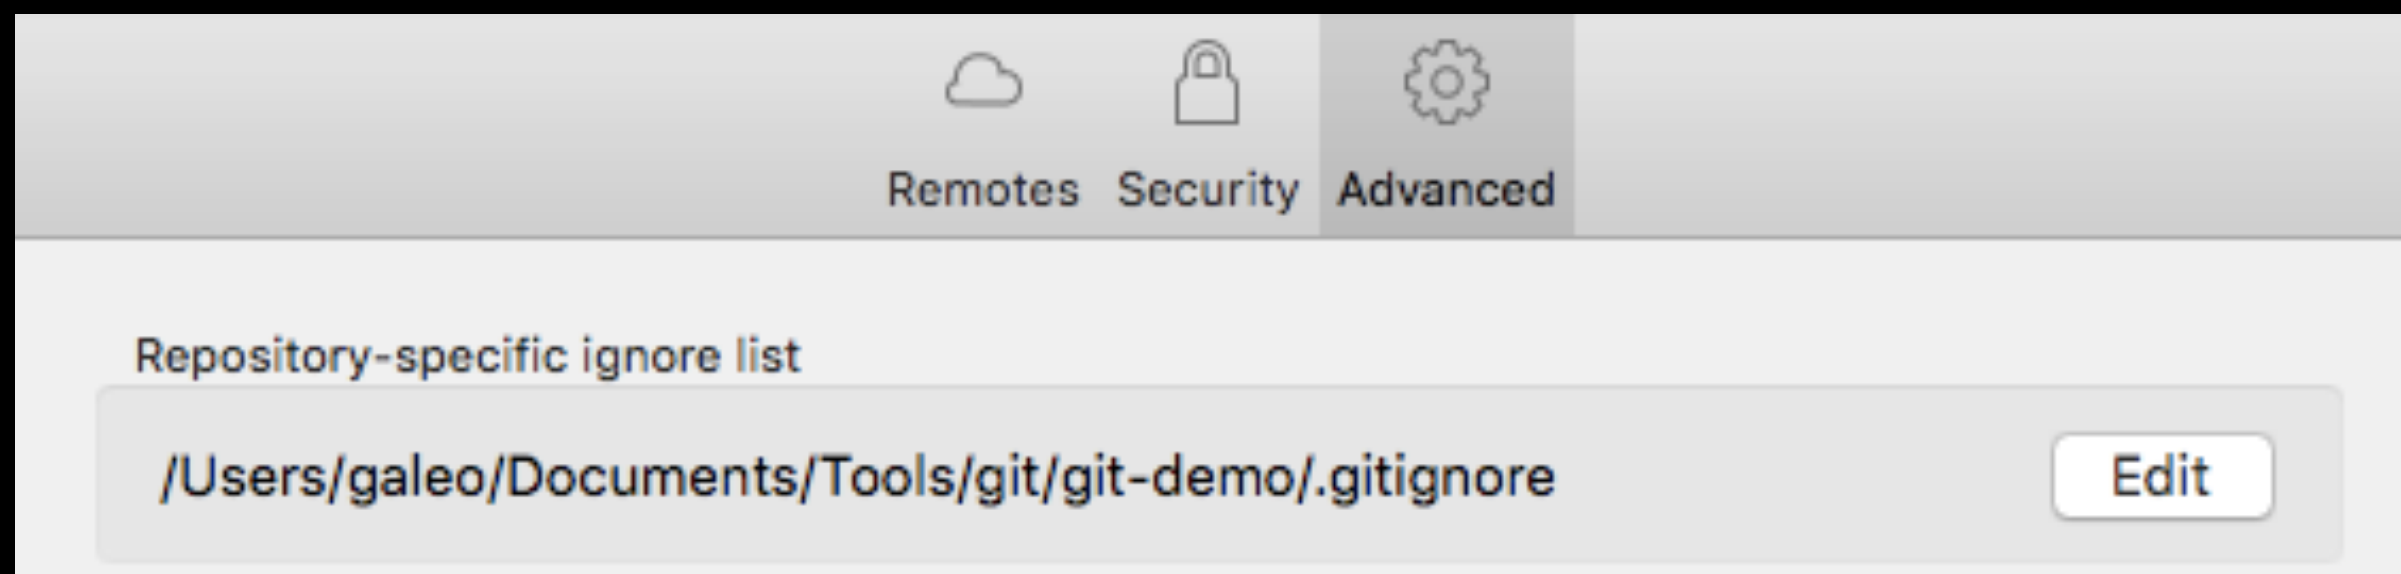 Remotes Security Advanced
Repository-specific ignore list
/Users/galeo/Documents/Tools/git/git-demo/.gitignore Edit